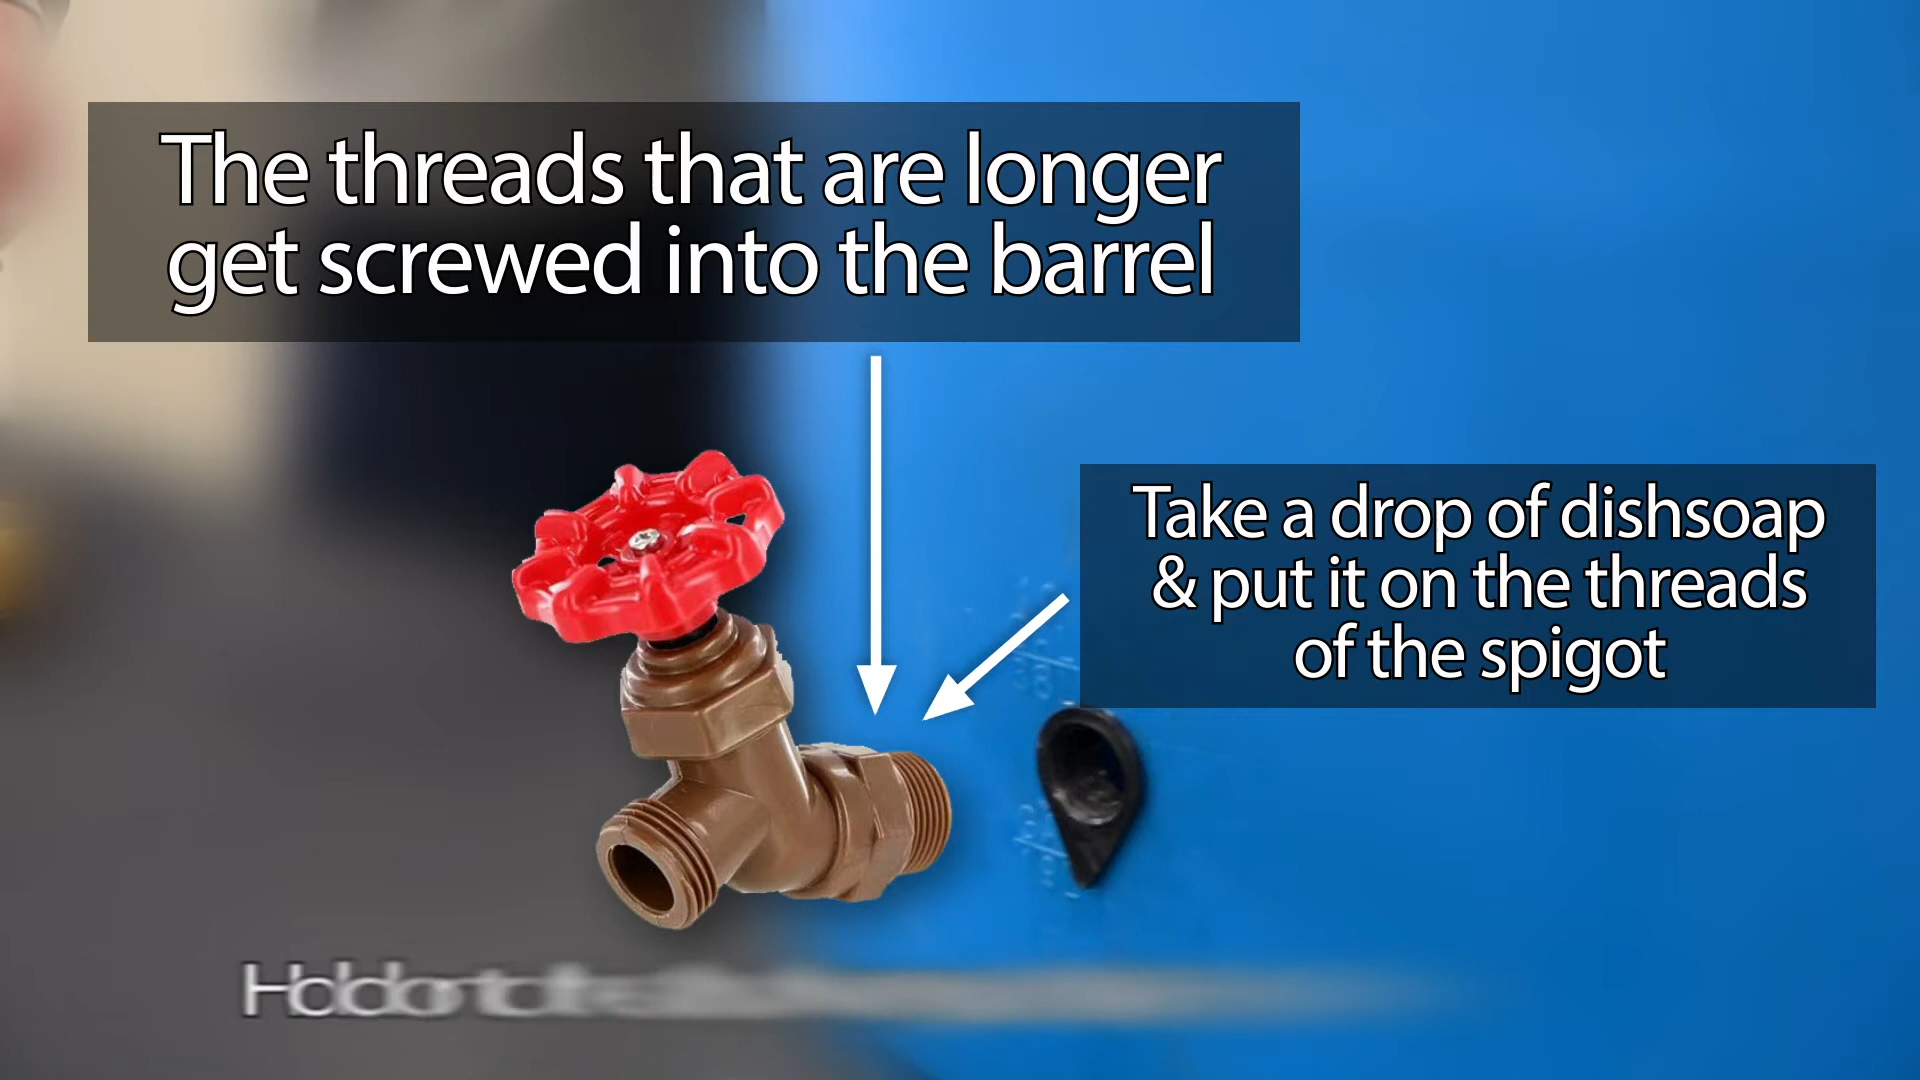 The threads that are longer
get screwed into the barrel
Take a drop of dishsoap
& put it on the threads
of the spigot